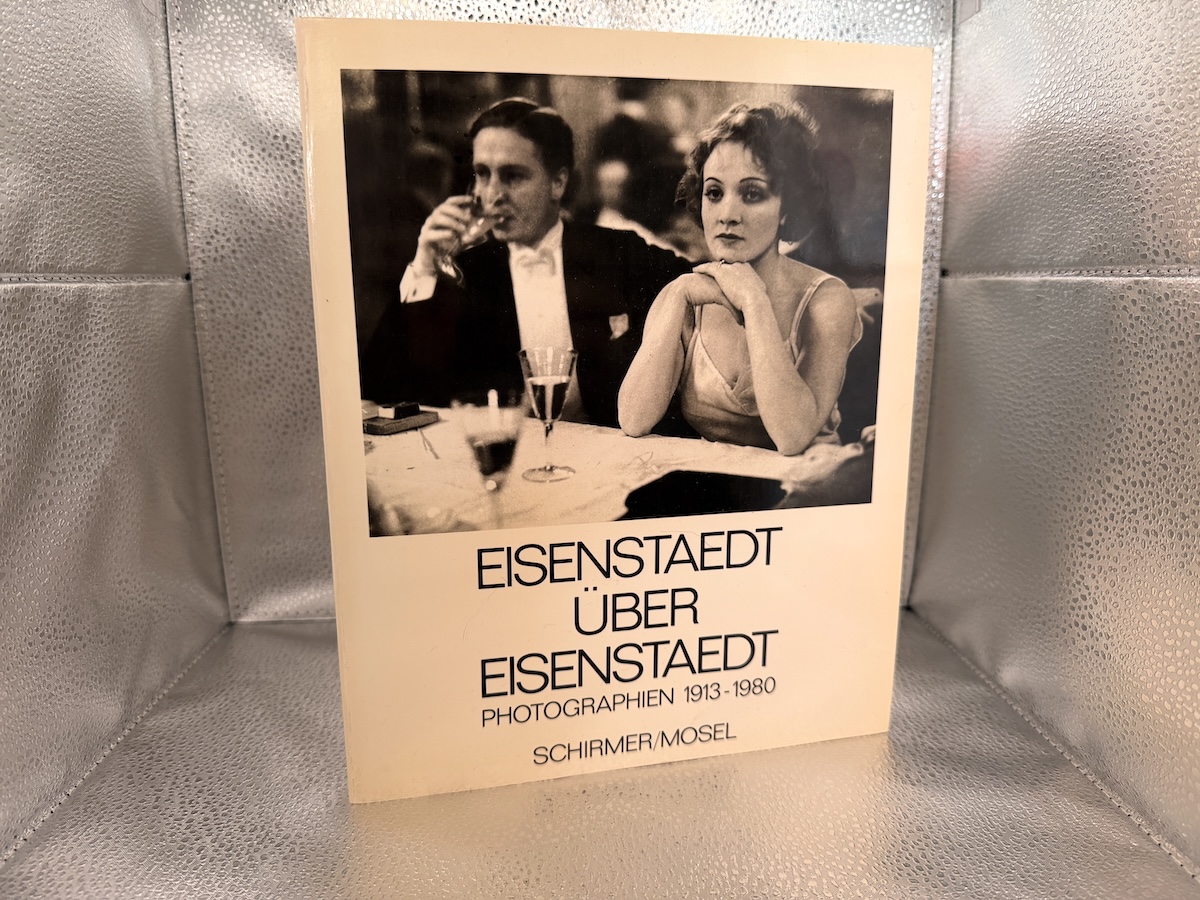 EISENSTAEDT
ÜBER
EISENSTAEDT
PHOTOGRAPHIEN 1913-1980
SCHIRMER/MOSEL